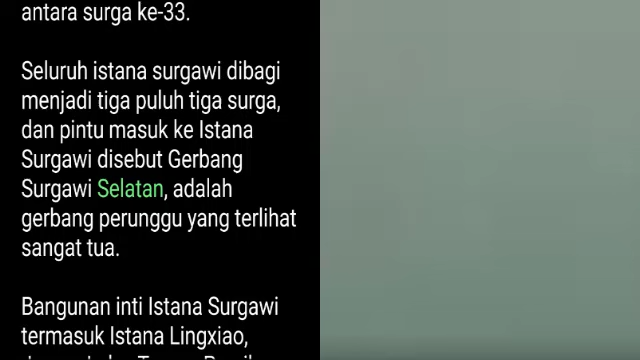 antara surga ke-33.
Seluruh istana surgawi dibagi
menjadi tiga puluh tiga surga,
dan pintu masuk ke Istana
Surgawi disebut Gerbang
Surgawi Selatan, adalah
gerbang perunggu yang terlihat
sangat tua.
Bangunan inti Istana Surgawi
termasuk Istana Lingxiao,